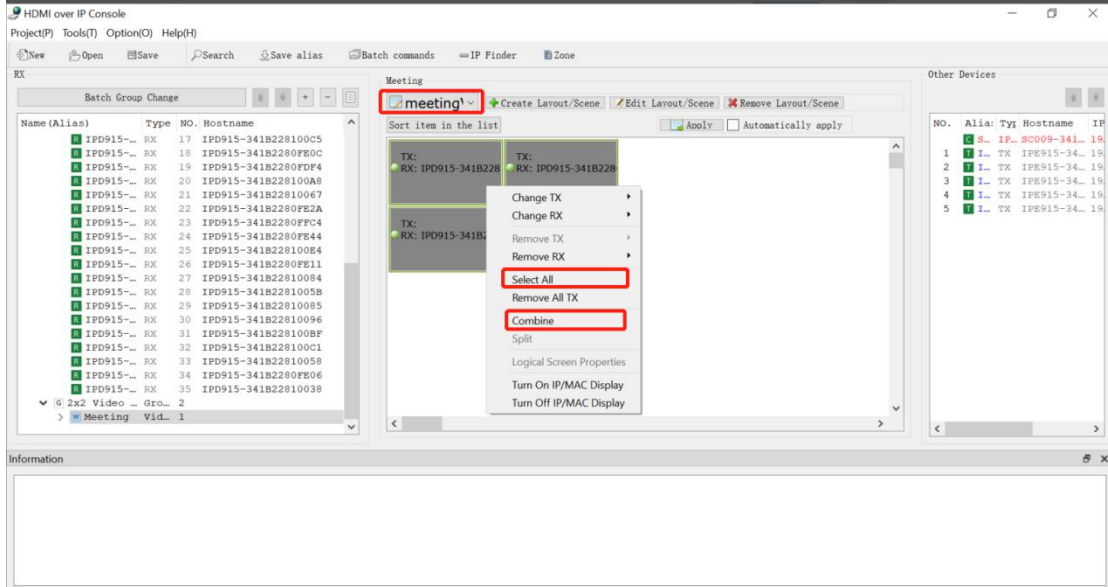 HDMI over IP Console
Project(P) Tools(T) Option(O) Help(H)
New Open Save Search Save alias Batch commands IP Finder Zone
RX
Batch Group Change
+ -
Name(Alias) Type NO. Hostname
R IPD915-… RX 17 IPD915-341B228100C5
R IPD915-… RX 18 IPD915-341B2280FE0C
R IPD915-… RX 19 IPD915-341B2280FDF4
R IPD915-… RX 20 IPD915-341B228100A8
R IPD915-… RX 21 IPD915-341B22810067
R IPD915-… RX 22 IPD915-341B2280FE2A
R IPD915-… RX 23 IPD915-341B2280FFC4
R IPD915-… RX 24 IPD915-341B2280FE44
R IPD915-… RX 25 IPD915-341B228100E4
R IPD915-… RX 26 IPD915-341B2280FE11
R IPD915-… RX 27 IPD915-341B22810084
R IPD915-… RX 28 IPD915-341B2281005B
R IPD915-… RX 29 IPD915-341B22810085
R IPD915-… RX 30 IPD915-341B22810096
R IPD915-… RX 31 IPD915-341B228100BF
R IPD915-… RX 32 IPD915-341B228100C1
R IPD915-… RX 33 IPD915-341B22810058
R IPD915-… RX 34 IPD915-341B2280FE06
R IPD915-… RX 35 IPD915-341B22810038
G 2x2 Video … Gro… 2
W Meeting Vid… 1
Meeting
meeting Create Layout/Scene Edit Layout/Scene Remove Layout/Scene
Sort item in the list Apply Automatically apply
TX: TX:
RX: IPD915-341B228 RX: IPD915-341B228
TX:
RX: IPD915-341B2
Change TX
Change RX
Remove TX
Remove RX
Select All
Remove All TX
Combine
Split
Logical Screen Properties
Turn On IP/MAC Display
Turn Off IP/MAC Display
Other Devices
NO. Alia: Typ Hostname IP
C S… IP… SC009-341… 19.
1 T I… TX IPE915-34… 19.
2 T I… TX IPE915-34… 19.
3 T I… TX IPE915-34… 19.
4 T I… TX IPE915-34… 19.
5 T I… TX IPE915-34… 19.
Information